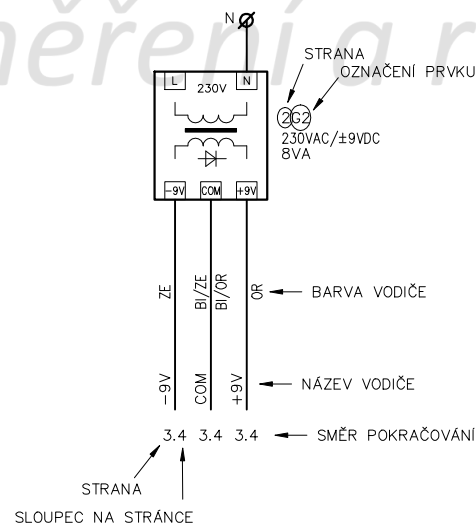 měření a r
N
STRANA
OZNAČENÍ PRVKU
L
230V
N
2G2
230VAC/±9VDC
8VA
-9V
COM
+9V
ZE
BI/ZE
BI/OR
OR
BARVA VODIČE
-9V
COM
+9V
NÁZEV VODIČE
3.4 3.4 3.4
SMĚR POKRAČOVÁNÍ
STRANA
SLOUPEC NA STRÁNCE